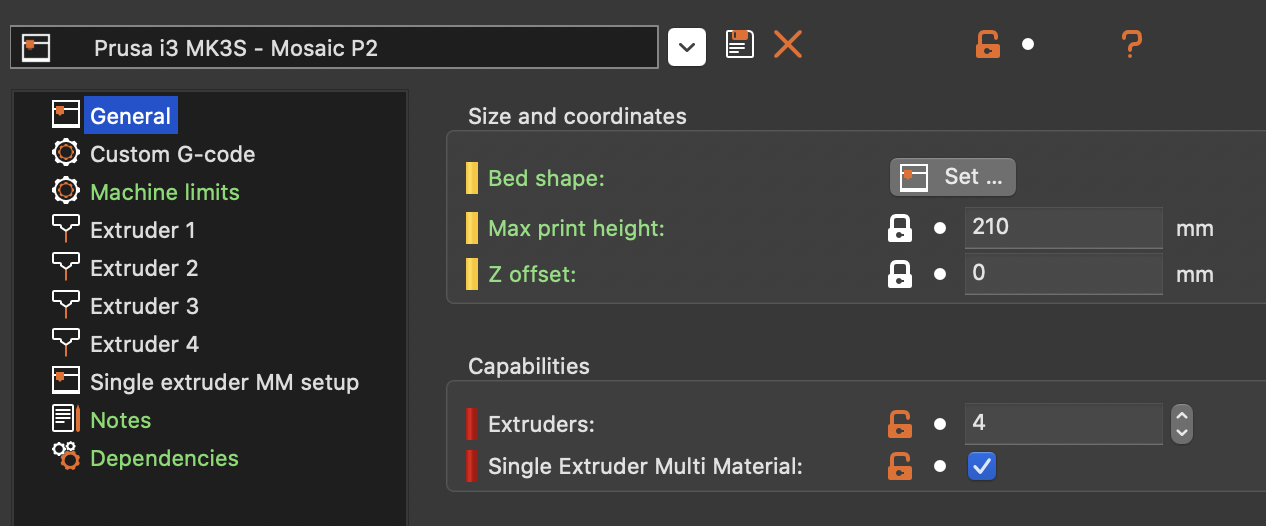 Prusa i3 MK3S - Mosaic P2
?
General
Custom G-code
Machine limits
Extruder 1
Extruder 2
Extruder 3
Extruder 4
Single extruder MM setup
Notes
Dependencies
Size and coordinates
Bed shape: Set ...
Max print height: 210 mm
Z offset: 0 mm
Capabilities
Extruders: 4
Single Extruder Multi Material: